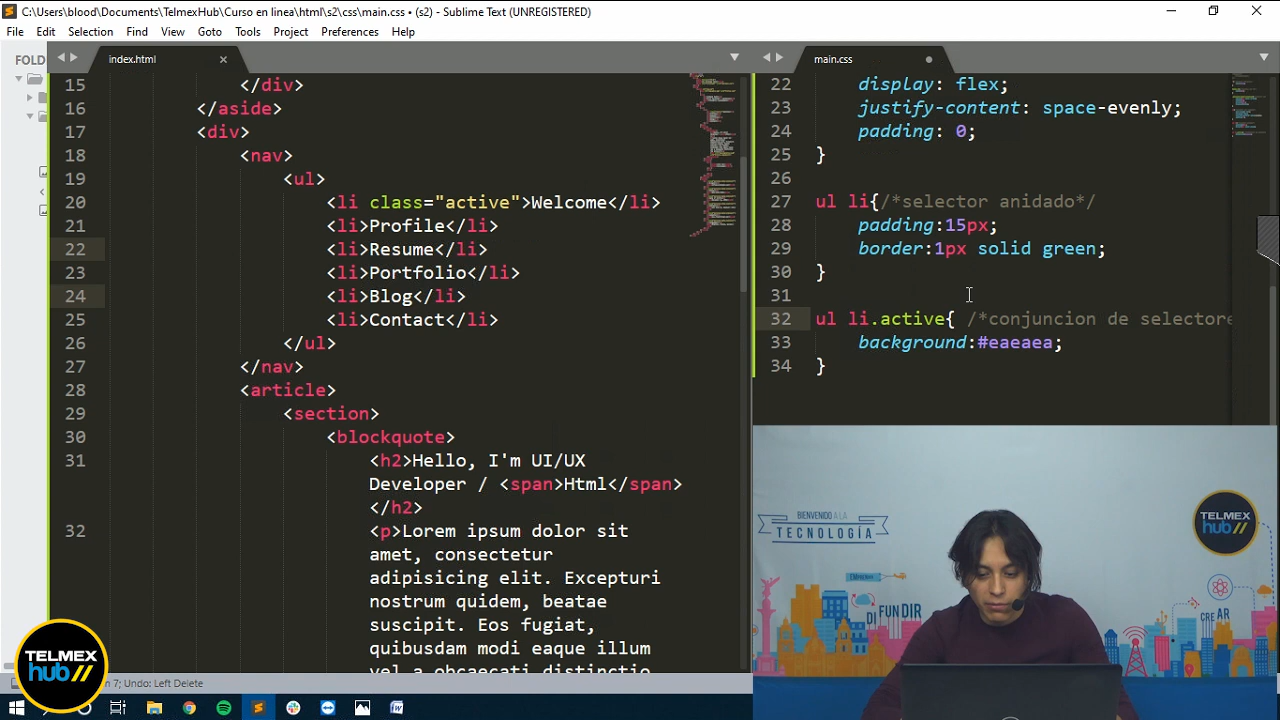 C:\Users\blood\Documents\TelmexHub\Curso en linea\html\s2\css\main.css • (s2) - Sublime Text (UNREGISTERED)
File Edit Selection Find View Goto Tools Project Preferences Help
FOLD
index.html
15 </div>
16 </aside>
17 <div>
18 <nav>
19 <ul>
20 <li class="active">Welcome</li>
21 <li>Profile</li>
22 <li>Resume</li>
23 <li>Portfolio</li>
24 <li>Blog</li>
25 <li>Contact</li>
26 </ul>
27 </nav>
28 <article>
29 <section>
30 <blockquote>
31 <h2>Hello, I'm UI/UX
Developer / <span>Html</span>
</h2>
32 <p>Lorem ipsum dolor sit
amet, consectetur
adipisicing elit. Excepturi
nostrum quidem, beatae
suscipit. Eos fugiat,
quibusdam modi eaque illum
vel a obcaecati distinctio
main.css
22 display: flex;
23 justify-content: space-evenly;
24 padding: 0;
25 }
26
27 ul li{/*selector anidado*/
28 padding:15px;
29 border:1px solid green;
30 }
31
32 ul li.active{ /*conjuncion de selectore
33 background:#eaeaea;
34 }
BIENVENIDO A LA
TECNOLOGÍA
TELMEX
hub//
DIFUNDIR
CREAR
TELMEX
hub//
7; Undo: Left Delete